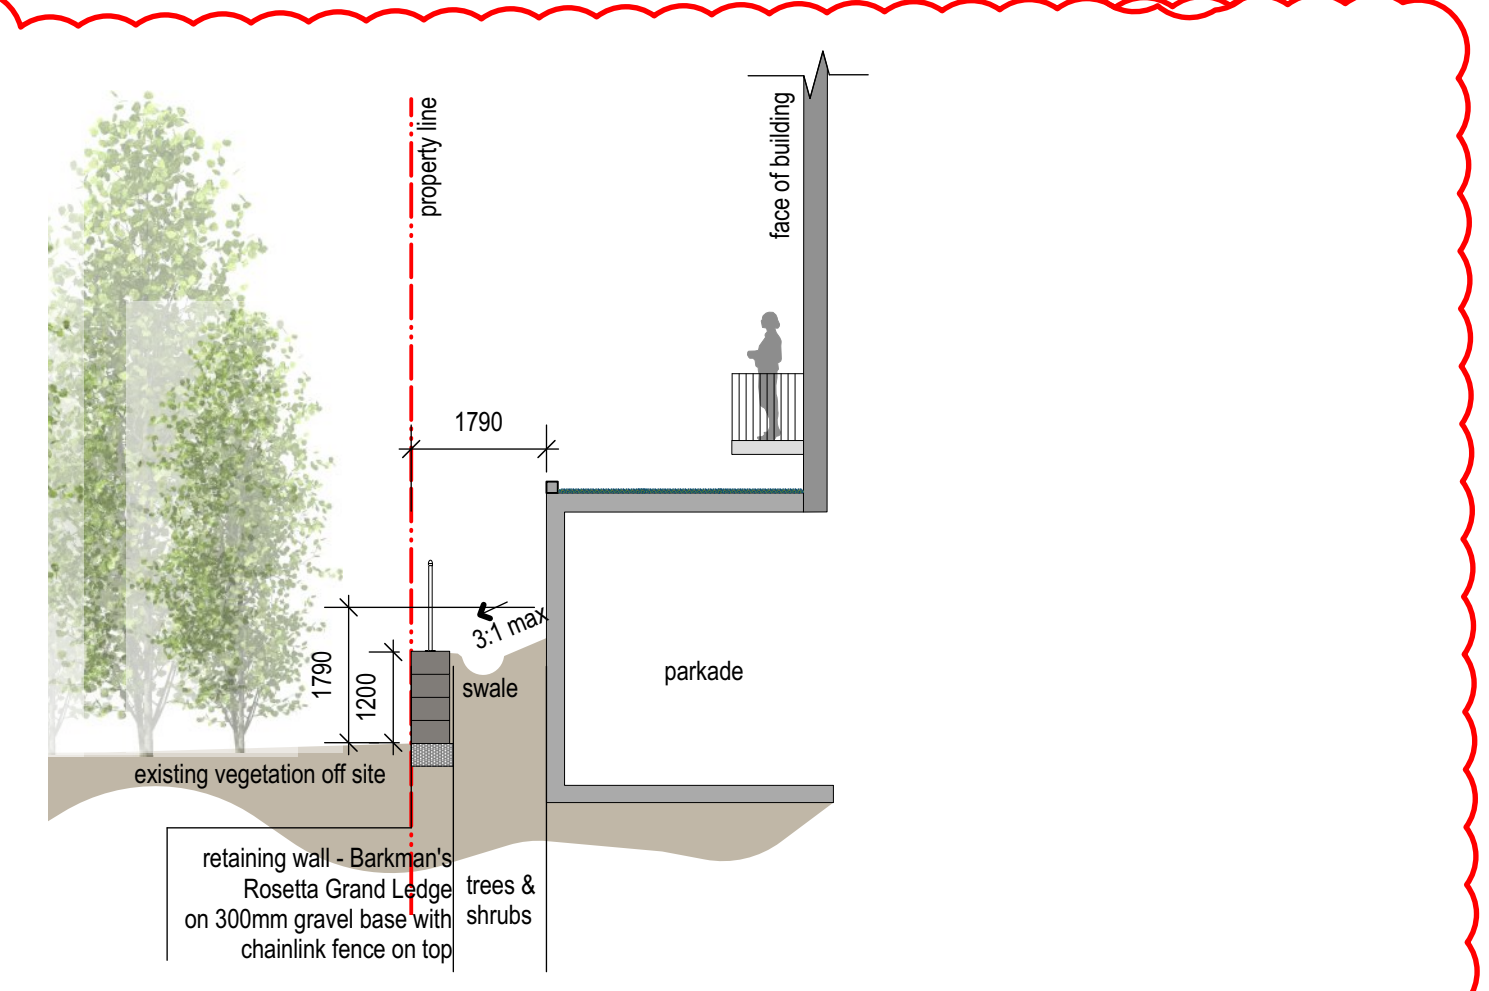 property line
face of building
1790
3:1 max
1790
1200
swale
parkade
existing vegetation off site
retaining wall - Barkman's
Rosetta Grand Ledge
on 300mm gravel base with
chainlink fence on top
trees &
shrubs